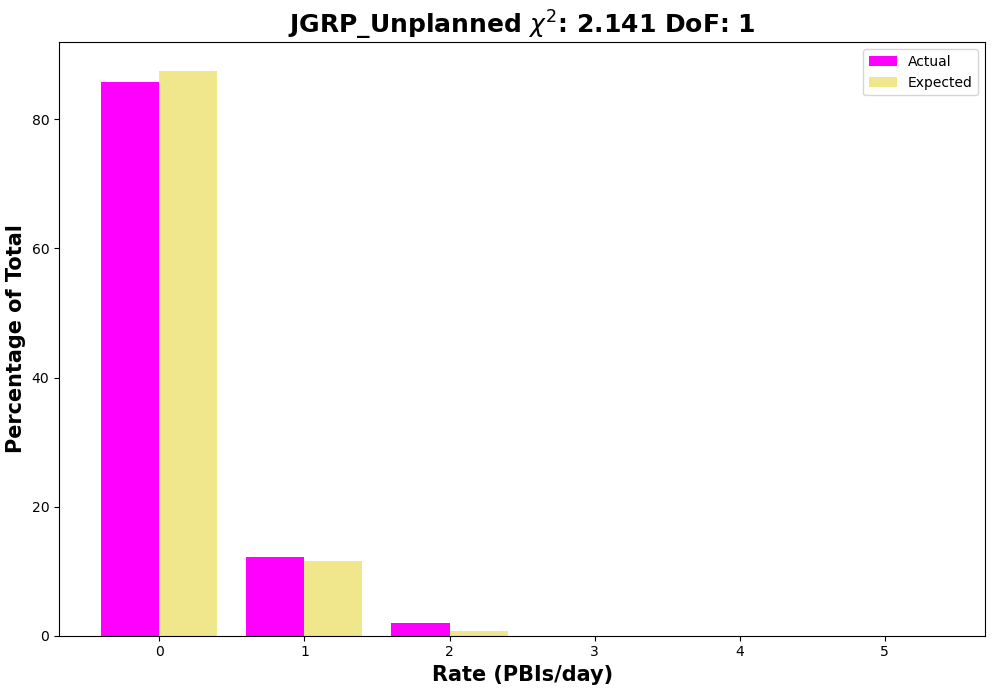 JGRP_Unplanned χ²: 2.141 DoF: 1
Actual
Expected
Percentage of Total
80
60
40
20
0
0 1 2 3 4 5
Rate (PBIs/day)